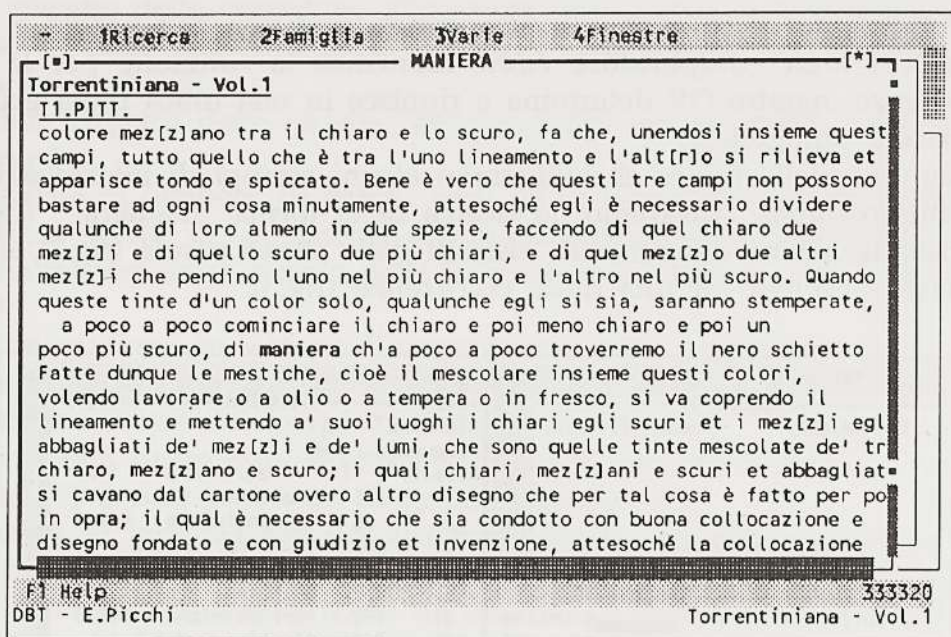 1Ricerca 2Famiglia 3Varie 4Finestre
[▪] MANIERA [*]
Torrentiniana - Vol.1
T1.PITT.
colore mez[z]ano tra il chiaro e lo scuro, fa che, unendosi insieme quest
campi, tutto quello che è tra l'uno lineamento e l'alt[r]o si rilieva et
apparisce tondo e spiccato. Bene è vero che questi tre campi non possono
bastare ad ogni cosa minutamente, attesoché egli è necessario dividere
qualunche di loro almeno in due spezie, faccendo di quel chiaro due
mez[z]i e di quello scuro due più chiari, e di quel mez[z]o due altri
mez[z]i che pendino l'uno nel più chiaro e l'altro nel più scuro. Quando
queste tinte d'un color solo, qualunche egli si sia, saranno stemperate,
a poco a poco cominciare il chiaro e poi meno chiaro e poi un
poco più scuro, di maniera ch'a poco a poco troverremo il nero schietto
Fatte dunque le mestiche, cioè il mescolare insieme questi colori,
volendo lavorare o a olio o a tempera o in fresco, si va coprendo il
lineamento e mettendo a' suoi luoghi i chiari egli scuri et i mez[z]i egl
abbagliati de' mez[z]i e de' lumi, che sono quelle tinte mescolate de' tr
chiaro, mez[z]ano e scuro; i quali chiari, mez[z]ani e scuri et abbagliat
si cavano dal cartone overo altro disegno che per tal cosa è fatto per po
in opra; il qual è necessario che sia condotto con buona collocazione e
disegno fondato e con giudizio et invenzione, attesoché la collocazione
F1 Help 333320
DBT - E.Picchi Torrentiniana - Vol.1